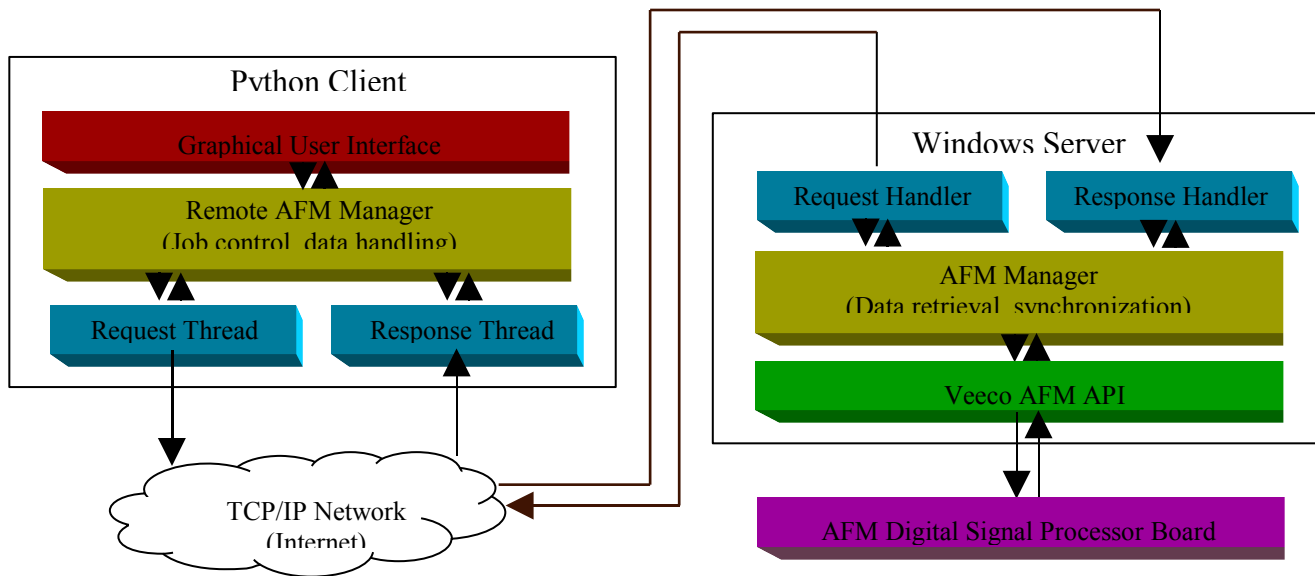 Python Client
Graphical User Interface
Remote AFM Manager
(Job control, data handling)
Request Thread
Response Thread
TCP/IP Network
(Internet)
Windows Server
Request Handler
Response Handler
AFM Manager
(Data retrieval, synchronization)
Veeco AFM API
AFM Digital Signal Processor Board